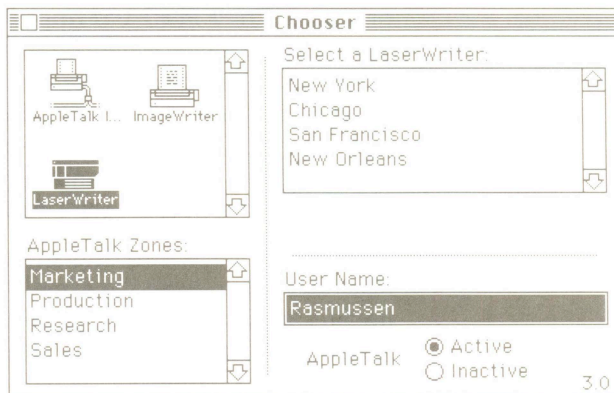 Chooser
AppleTalk I...
ImageWriter
LaserWriter
Select a LaserWriter:
New York
Chicago
San Francisco
New Orleans
AppleTalk Zones:
Marketing
Production
Research
Sales
User Name:
Rasmussen
AppleTalk
Active
Inactive
3.0